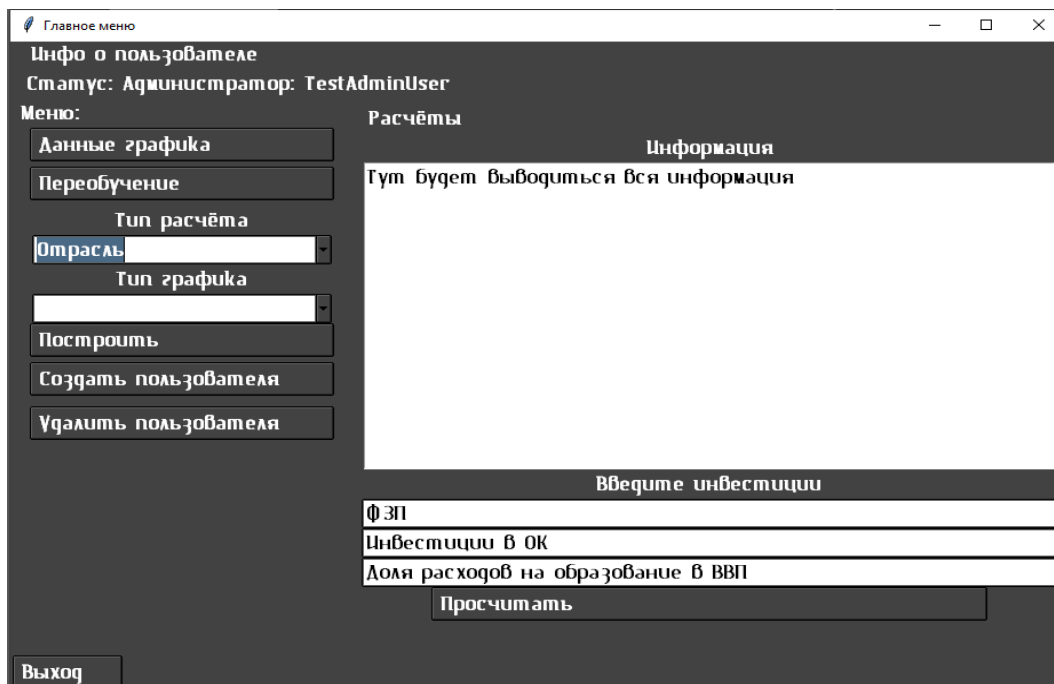 Главное меню
Инфо о пользователе
Статус: Администратор: TestAdminUser
Меню:
Данные графика
Переобучение
Тип расчёта
Отрасль
Тип графика
Построить
Создать пользователя
Удалить пользователя
Выход
Расчёты
Информация
Тут будет выводиться вся информация
Введите инвестиции
ФЗП
Инвестиции в ОК
Доля расходов на образование в ВВП
Просчитать